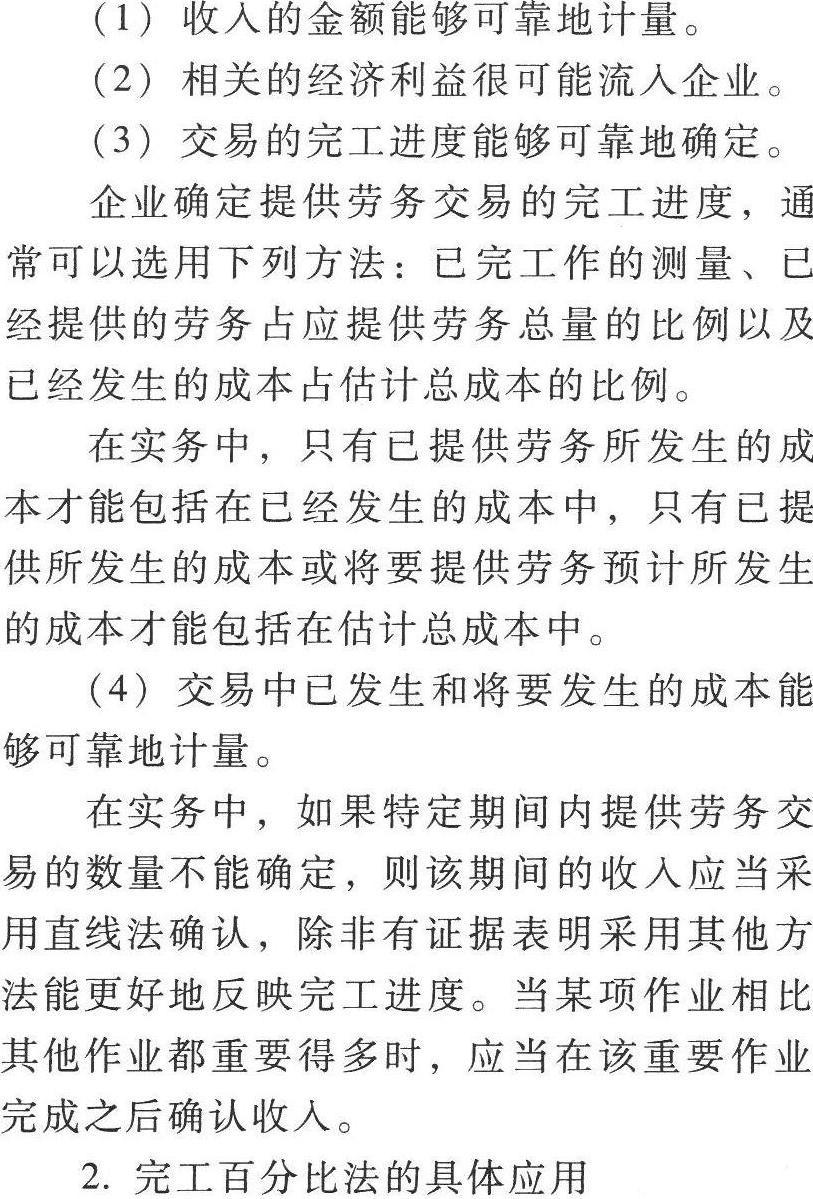 （1）收入的金额能够可靠地计量。
（2）相关的经济利益很可能流入企业。
（3）交易的完工进度能够可靠地确定。
企业确定提供劳务交易的完工进度，通
常可以选用下列方法：已完工作的测量、已
经提供的劳务占应提供劳务总量的比例以及
已经发生的成本占估计总成本的比例。
在实务中，只有已提供劳务所发生的成
本才能包括在已经发生的成本中，只有已提
供所发生的成本或将要提供劳务预计所发生
的成本才能包括在估计总成本中。
（4）交易中已发生和将要发生的成本能
够可靠地计量。
在实务中，如果特定期间内提供劳务交
易的数量不能确定，则该期间的收入应当采
用直线法确认，除非有证据表明采用其他方
法能更好地反映完工进度。当某项作业相比
其他作业都重要得多时，应当在该重要作业
完成之后确认收入。
2. 完工百分比法的具体应用